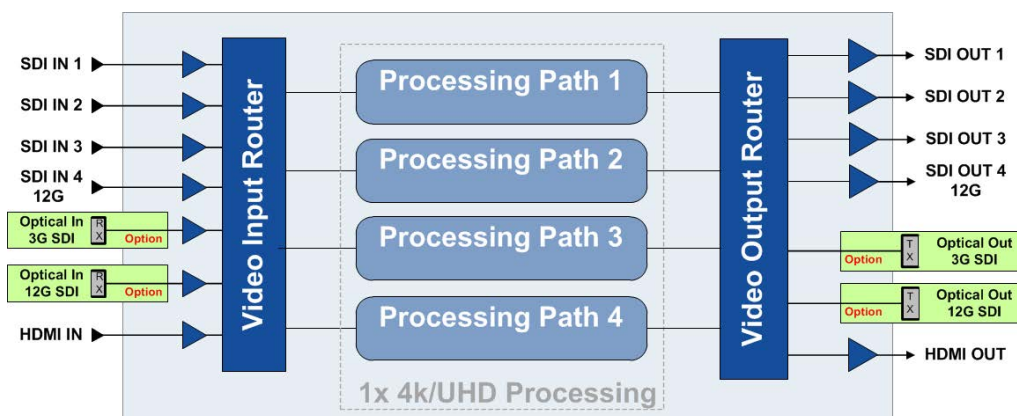 SDI IN 1
SDI IN 2
SDI IN 3
SDI IN 4
12G
Optical In
3G SDI
R
X
Option
Optical In
12G SDI
R
X
Option
HDMI IN
Video Input Router
Processing Path 1
Processing Path 2
Processing Path 3
Processing Path 4
1x 4k/UHD Processing
Video Output Router
SDI OUT 1
SDI OUT 2
SDI OUT 3
SDI OUT 4
12G
Option
T
X
Optical Out
3G SDI
Option
T
X
Optical Out
12G SDI
HDMI OUT